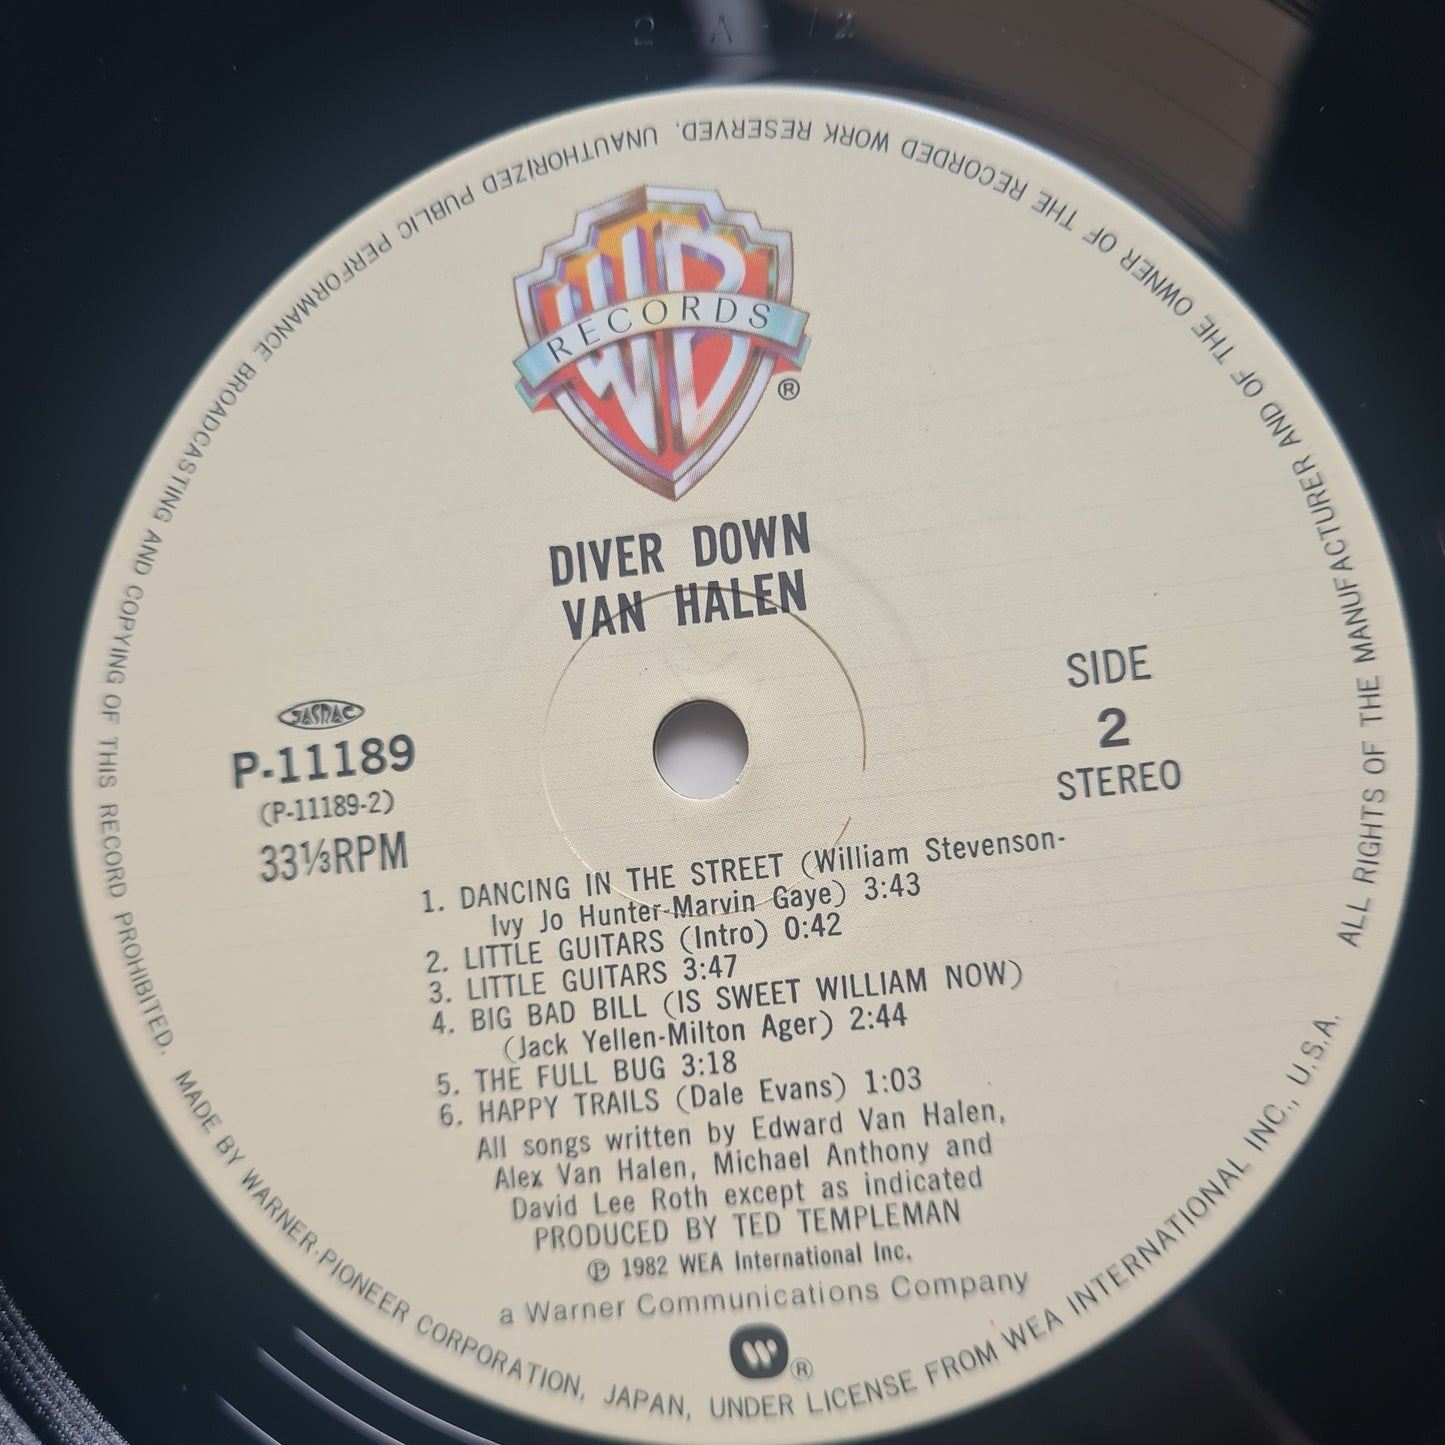 WB
RECORDS
®
DIVER DOWN
VAN HALEN
JASRAC
P-11189
(P-11189-2)
33⅓RPM
SIDE
2
STEREO
1. DANCING IN THE STREET (William Stevenson-
Ivy Jo Hunter-Marvin Gaye) 3:43
2. LITTLE GUITARS (Intro) 0:42
3. LITTLE GUITARS 3:47
4. BIG BAD BILL (IS SWEET WILLIAM NOW)
(Jack Yellen-Milton Ager) 2:44
5. THE FULL BUG 3:18
6. HAPPY TRAILS (Dale Evans) 1:03
All songs written by Edward Van Halen,
Alex Van Halen, Michael Anthony and
David Lee Roth except as indicated
PRODUCED BY TED TEMPLEMAN
℗ 1982 WEA International Inc.
a Warner Communications Company
®
ALL RIGHTS OF THE MANUFACTURER AND OF THE OWNER OF THE RECORDED WORK RESERVED. UNAUTHORIZED PUBLIC PERFORMANCE BROADCASTING AND COPYING OF THIS RECORD PROHIBITED.
MADE BY WARNER-PIONEER CORPORATION, JAPAN, UNDER LICENSE FROM WEA INTERNATIONAL INC., U.S.A.